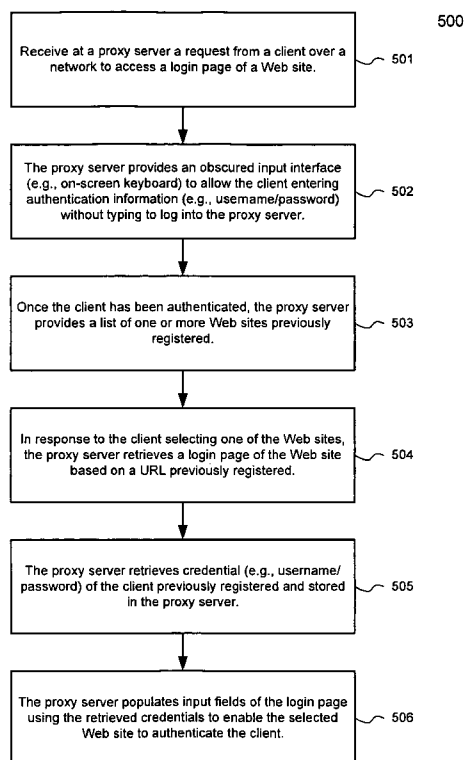 500
Receive at a proxy server a request from a client over a
network to access a login page of a Web site.
501
The proxy server provides an obscured input interface
(e.g., on-screen keyboard) to allow the client entering
authentication information (e.g., username/password)
without typing to log into the proxy server.
502
Once the client has been authenticated, the proxy server
provides a list of one or more Web sites previously
registered.
503
In response to the client selecting one of the Web sites,
the proxy server retrieves a login page of the Web site
based on a URL previously registered.
504
The proxy server retrieves credential (e.g., username/
password) of the client previously registered and stored
in the proxy server.
505
The proxy server populates input fields of the login page
using the retrieved credentials to enable the selected
Web site to authenticate the client.
506